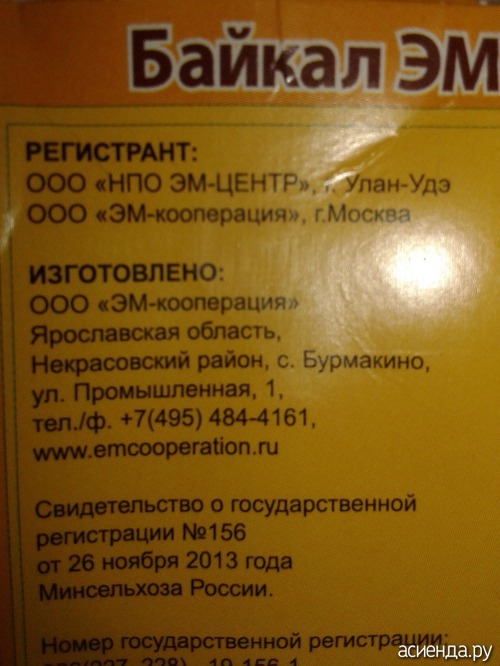 Байкал ЭМ
РЕГИСТРАНТ:
ООО «НПО ЭМ-ЦЕНТР», г. Улан-Удэ
ООО «ЭМ-кооперация», г.Москва
ИЗГОТОВЛЕНО:
ООО «ЭМ-кооперация»
Ярославская область,
Некрасовский район, с. Бурмакино,
ул. Промышленная, 1,
тел./ф. +7(495) 484-4161,
www.emcooperation.ru
Свидетельство о государственной
регистрации №156
от 26 ноября 2013 года
Минсельхоза России.
Номер государственной регистрации:
асиенда.ру